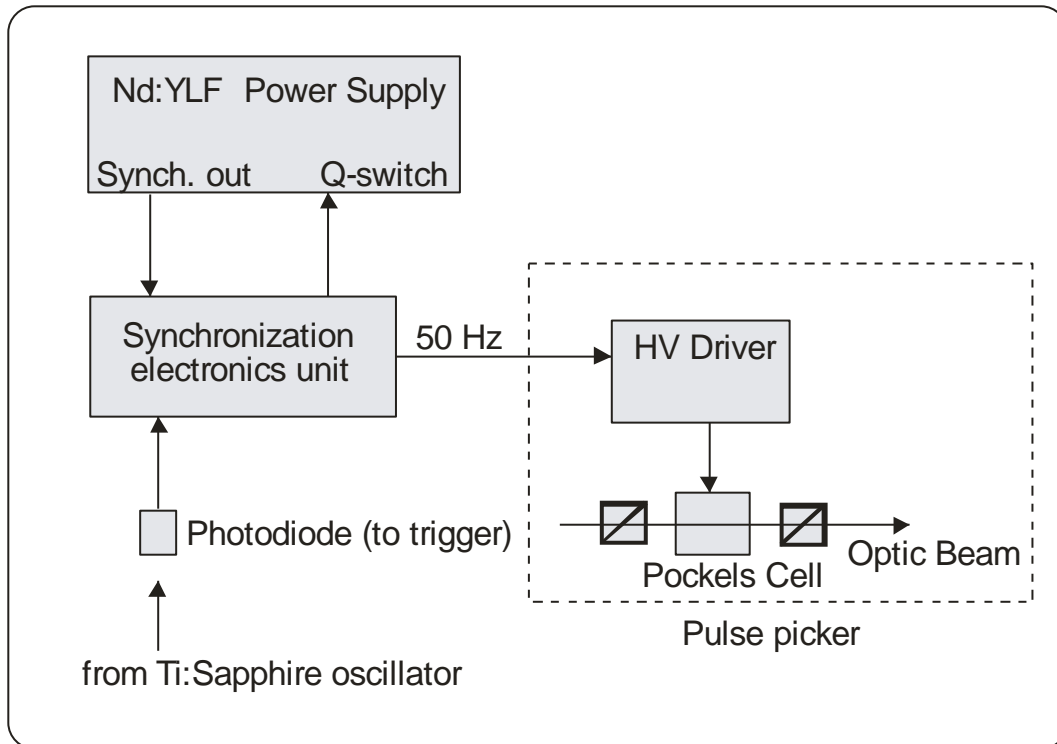 Nd:YLF Power Supply
Synch. out Q-switch
Synchronization
electronics unit
50 Hz
HV Driver
Photodiode (to trigger)
Optic Beam
Pockels Cell
Pulse picker
from Ti:Sapphire oscillator